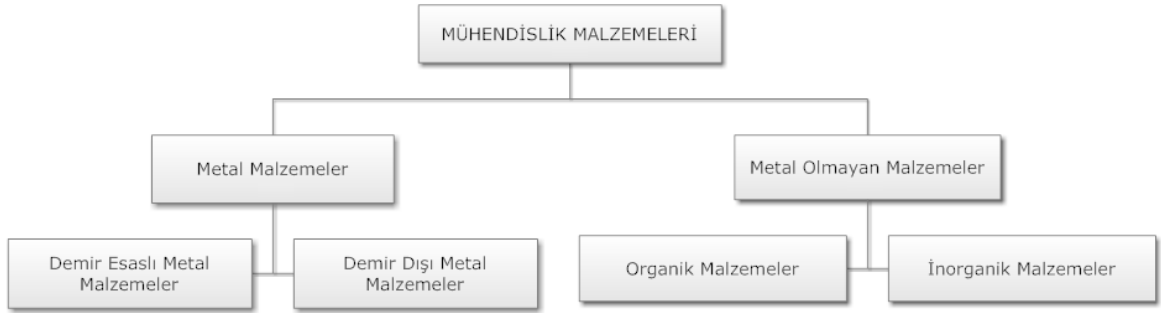 MÜHENDİSLİK MALZEMELERİ
Metal Malzemeler
Metal Olmayan Malzemeler
Demir Esaslı Metal
Malzemeler
Demir Dışı Metal
Malzemeler
Organik Malzemeler
İnorganik Malzemeler